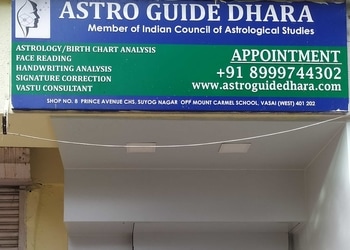 ASTRO GUIDE DHARA
Member of Indian Council of Astrological Studies
ASTROLOGY/BIRTH CHART ANALYSIS
FACE READING
HANDWRITING ANALYSIS
SIGNATURE CORRECTION
VASTU CONSULTANT
APPOINTMENT
+91 8999744302
www.astroguidedhara.com
SHOP NO. 8 PRINCE AVENUE CHS, SUYOG NAGAR OPP MOUNT CARMEL SCHOOL, VASAI (WEST) 401 202